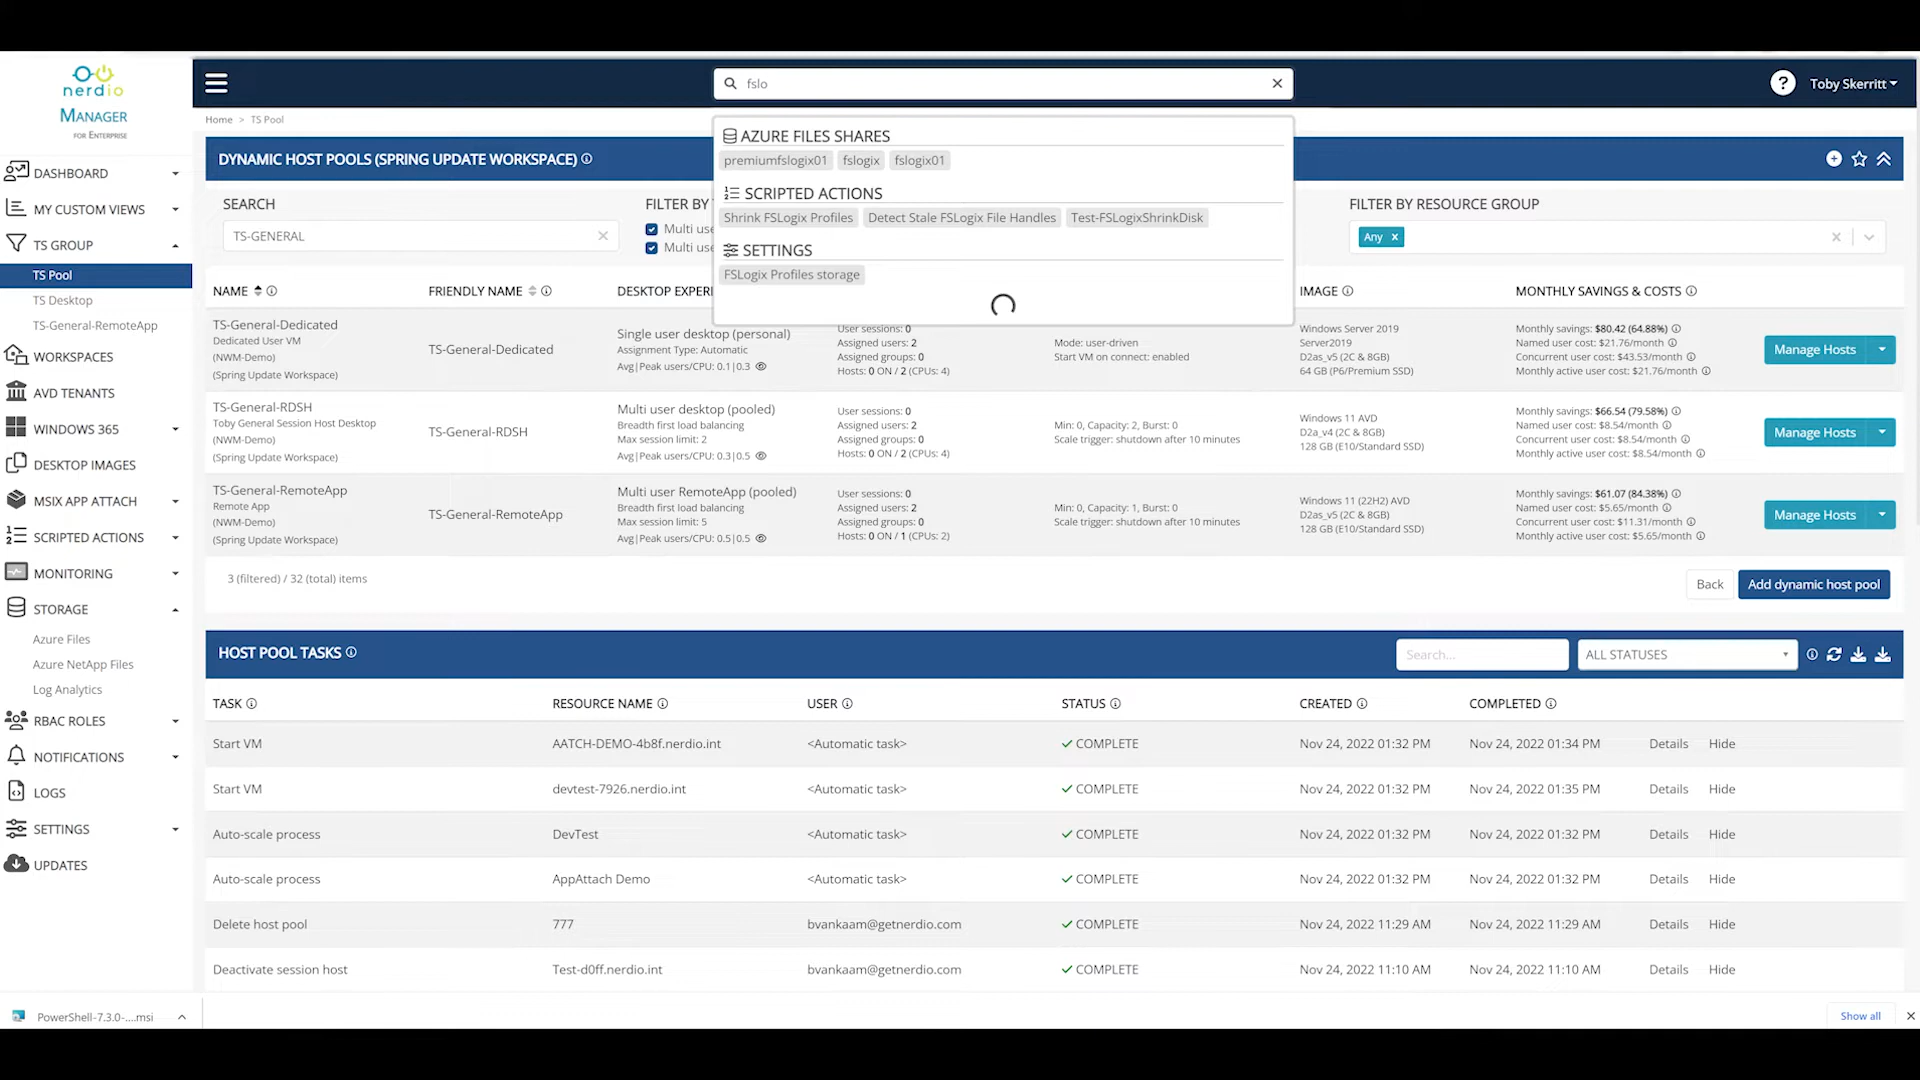 nerdio
MANAGER
FOR ENTERPRISE
fslo
? Toby Skerritt
Home > TS Pool
DASHBOARD
MY CUSTOM VIEWS
TS GROUP
TS Pool
TS Desktop
TS-General-RemoteApp
WORKSPACES
AVD TENANTS
WINDOWS 365
DESKTOP IMAGES
MSIX APP ATTACH
SCRIPTED ACTIONS
MONITORING
STORAGE
Azure Files
Azure NetApp Files
Log Analytics
RBAC ROLES
NOTIFICATIONS
LOGS
SETTINGS
UPDATES
DYNAMIC HOST POOLS (SPRING UPDATE WORKSPACE)
AZURE FILES SHARES
premiumfslogix01 fslogix fslogix01
SCRIPTED ACTIONS
Shrink FSLogix Profiles Detect Stale FSLogix File Handles Test-FSLogixShrinkDisk
SETTINGS
FSLogix Profiles storage
SEARCH
TS-GENERAL
FILTER BY
Multi
Multi
FILTER BY RESOURCE GROUP
Any
NAME FRIENDLY NAME DESKTOP IMAGE MONTHLY SAVINGS & COSTS
TS-General-Dedicated
Dedicated User VM
(NWM-Demo)
(Spring Update Workspace)
TS-General-Dedicated
Single user desktop (personal)
Assignment Type: Automatic
Avg|Peak users/CPU: 0.1|0.3
User sessions: 0
Assigned users: 2
Assigned groups: 0
Hosts: 0 ON / 2 (CPUs: 4)
Mode: user-driven
Start VM on connect: enabled
Windows Server 2019
Server2019
D2as_v5 (2C & 8GB)
64 GB (P6/Premium SSD)
Monthly savings: $80.42 (64.88%)
Named user cost: $21.76/month
Concurrent user cost: $43.53/month
Monthly active user cost: $21.76/month
Manage Hosts
TS-General-RDSH
Toby General Session Host Desktop
(NWM-Demo)
(Spring Update Workspace)
TS-General-RDSH
Multi user desktop (pooled)
Breadth first load balancing
Max session limit: 2
Avg|Peak users/CPU: 0.3|0.5
User sessions: 0
Assigned users: 2
Assigned groups: 0
Hosts: 0 ON / 2 (CPUs: 4)
Min: 0, Capacity: 2, Burst: 0
Scale trigger: shutdown after 10 minutes
Windows 11 AVD
D2a_v4 (2C & 8GB)
128 GB (E10/Standard SSD)
Monthly savings: $66.54 (79.58%)
Named user cost: $8.54/month
Concurrent user cost: $8.54/month
Monthly active user cost: $8.54/month
Manage Hosts
TS-General-RemoteApp
Remote App
(NWM-Demo)
(Spring Update Workspace)
TS-General-RemoteApp
Multi user RemoteApp (pooled)
Breadth first load balancing
Max session limit: 5
Avg|Peak users/CPU: 0.5|0.5
User sessions: 0
Assigned users: 2
Assigned groups: 0
Hosts: 0 ON / 1 (CPUs: 2)
Min: 0, Capacity: 1, Burst: 0
Scale trigger: shutdown after 10 minutes
Windows 11 (22H2) AVD
D2as_v5 (2C & 8GB)
128 GB (E10/Standard SSD)
Monthly savings: $61.07 (84.38%)
Named user cost: $5.65/month
Concurrent user cost: $11.31/month
Monthly active user cost: $5.65/month
Manage Hosts
3 (filtered) / 32 (total) items
Back Add dynamic host pool
HOST POOL TASKS Search... ALL STATUSES
TASK RESOURCE NAME USER STATUS CREATED COMPLETED
Start VM AATCH-DEMO-4b8f.nerdio.int <Automatic task> COMPLETE Nov 24, 2022 01:32 PM Nov 24, 2022 01:34 PM Details Hide
Start VM devtest-7926.nerdio.int <Automatic task> COMPLETE Nov 24, 2022 01:32 PM Nov 24, 2022 01:35 PM Details Hide
Auto-scale process DevTest <Automatic task> COMPLETE Nov 24, 2022 01:32 PM Nov 24, 2022 01:32 PM Details Hide
Auto-scale process AppAttach Demo <Automatic task> COMPLETE Nov 24, 2022 01:32 PM Nov 24, 2022 01:32 PM Details Hide
Delete host pool 777 bvankaam@getnerdio.com COMPLETE Nov 24, 2022 11:29 AM Nov 24, 2022 11:29 AM Details Hide
Deactivate session host Test-d0ff.nerdio.int bvankaam@getnerdio.com COMPLETE Nov 24, 2022 11:10 AM Nov 24, 2022 11:10 AM Details Hide
PowerShell-7.3.0-....msi Show all